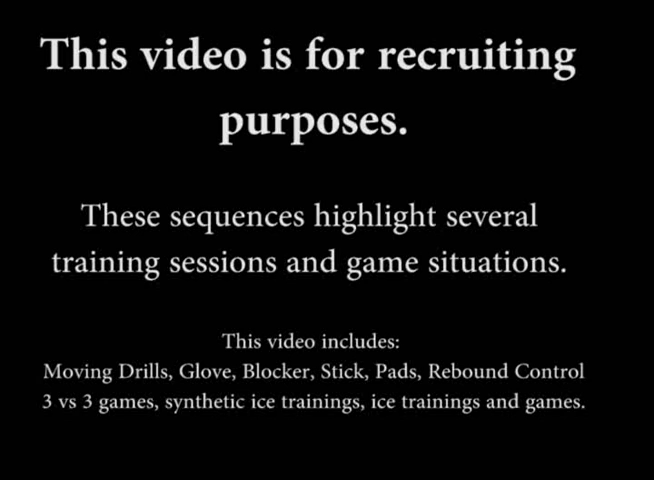 This video is for recruiting
purposes.
These sequences highlight several
training sessions and game situations.
This video includes:
Moving Drills, Glove, Blocker, Stick, Pads, Rebound Control
3 vs 3 games, synthetic ice trainings, ice trainings and games.